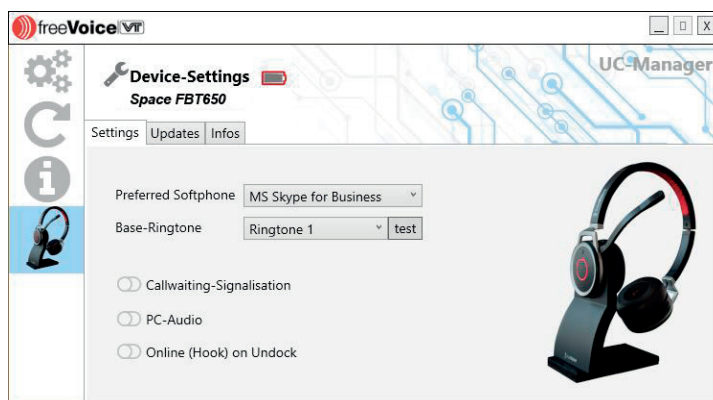 freeVoice VT
UC-Manager
Device-Settings
Space FBT650
Settings Updates Infos
Preferred Softphone MS Skype for Business
Base-Ringtone Ringtone 1 test
Callwaiting-Signalisation
PC-Audio
Online (Hook) on Undock